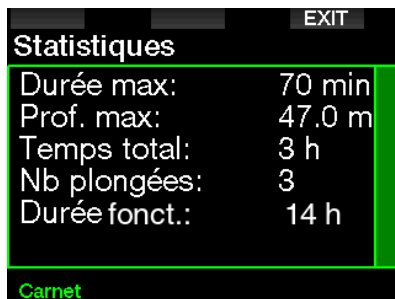 EXIT
Statistiques
Durée max: 70 min
Prof. max: 47.0 m
Temps total: 3 h
Nb plongées: 3
Durée fonct.: 14 h
Carnet